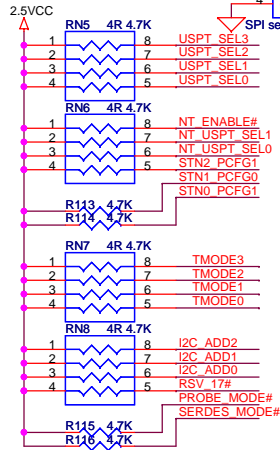 2.5VCC
4
SPI se
RN5 4R 4.7K
1 8 USPT_SEL3
2 7 USPT_SEL2
3 6 USPT_SEL1
4 5 USPT_SEL0
RN6 4R 4.7K
1 8 NT_ENABLE#
2 7 NT_USPT_SEL1
3 6 NT_USPT_SEL0
4 5 STN2_PCFG1
STN1_PCFG0
R113 4.7K STN0_PCFG1
R114 4.7K
RN7 4R 4.7K
1 8 TMODE3
2 7 TMODE2
3 6 TMODE1
4 5 TMODE0
RN8 4R 4.7K
1 8 I2C_ADD2
2 7 I2C_ADD1
3 6 I2C_ADD0
4 5 RSV_17#
PROBE_MODE#
R115 4.7K SERDES_MODE#
R116 4.7K